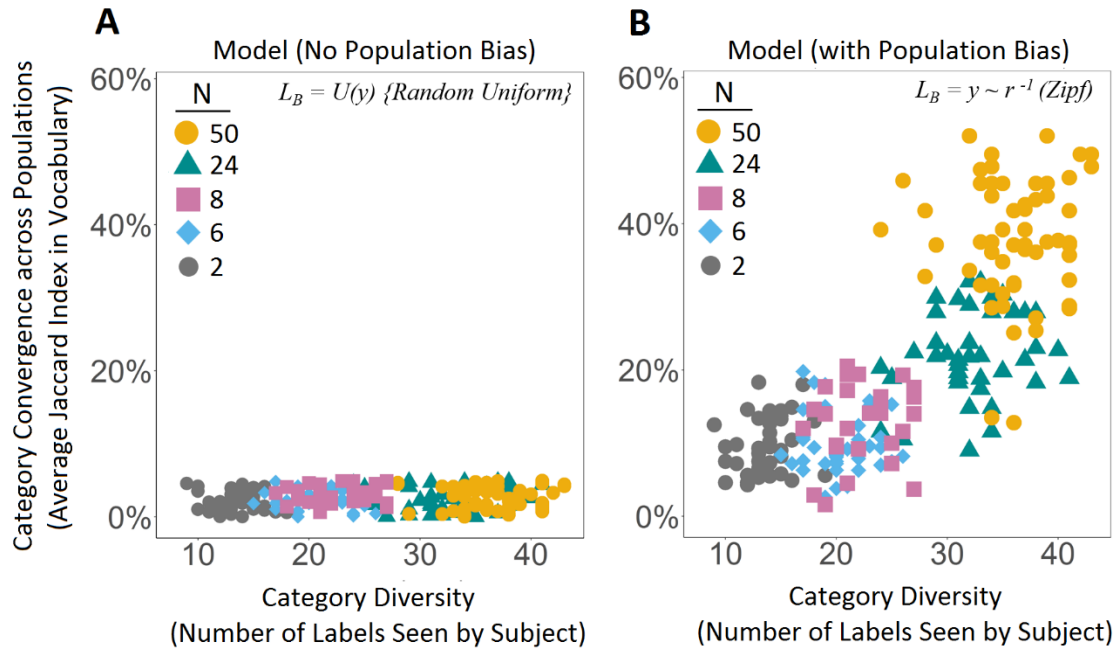 A
Model (No Population Bias)
L_B = U(y) {Random Uniform}
N
50
24
8
6
2
60%
40%
20%
0%
10 20 30 40
Category Diversity
(Number of Labels Seen by Subject)
Category Convergence across Populations
(Average Jaccard Index in Vocabulary)
B
Model (with Population Bias)
L_B = y ~ r^-1 (Zipf)
N
50
24
8
6
2
60%
40%
20%
0%
10 20 30 40
Category Diversity
(Number of Labels Seen by Subject)